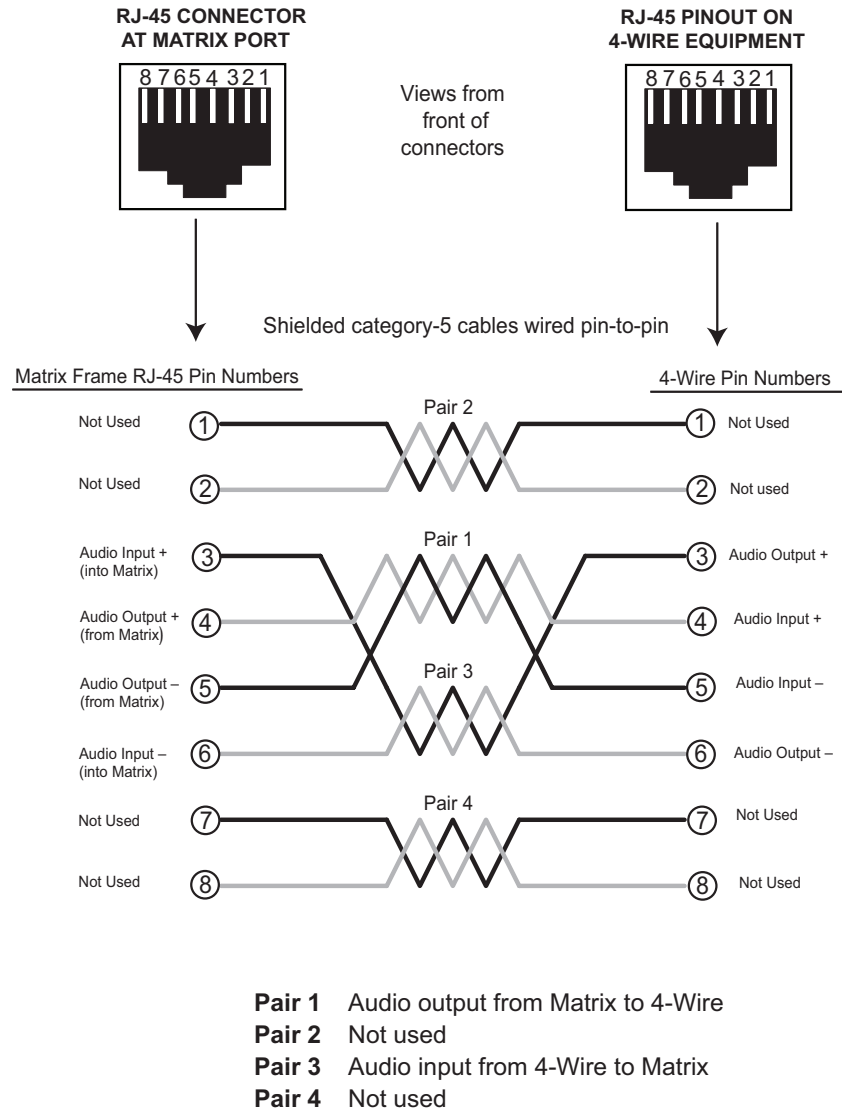 RJ-45 CONNECTOR
AT MATRIX PORT
RJ-45 PINOUT ON
4-WIRE EQUIPMENT
8 7 6 5 4 3 2 1
8 7 6 5 4 3 2 1
Views from
front of
connectors
Shielded category-5 cables wired pin-to-pin
Matrix Frame RJ-45 Pin Numbers
4-Wire Pin Numbers
Not Used 1 Pair 2 1 Not Used
Not Used 2 2 Not used
Audio Input +
(into Matrix)
3 Pair 1 3 Audio Output +
Audio Output +
(from Matrix)
4 4 Audio Input +
Audio Output –
(from Matrix)
5 Pair 3 5 Audio Input –
Audio Input –
(into Matrix)
6 6 Audio Output –
Not Used 7 Pair 4 7 Not Used
Not Used 8 8 Not Used
Pair 1 Audio output from Matrix to 4-Wire
Pair 2 Not used
Pair 3 Audio input from 4-Wire to Matrix
Pair 4 Not used